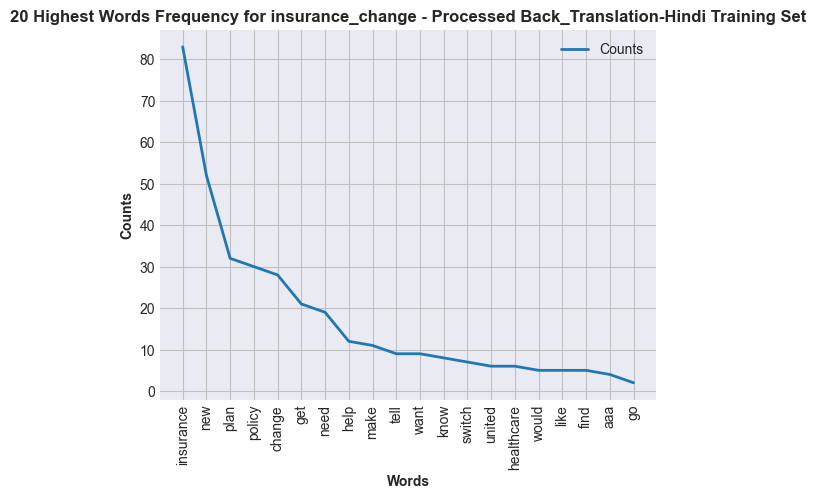 20 Highest Words Frequency for insurance_change - Processed Back_Translation-Hindi Training Set
Counts
80
70
60
50
40
30
20
10
0
Counts
insurance
new
plan
policy
change
get
need
help
make
tell
want
know
switch
united
healthcare
would
like
find
aaa
go
Words